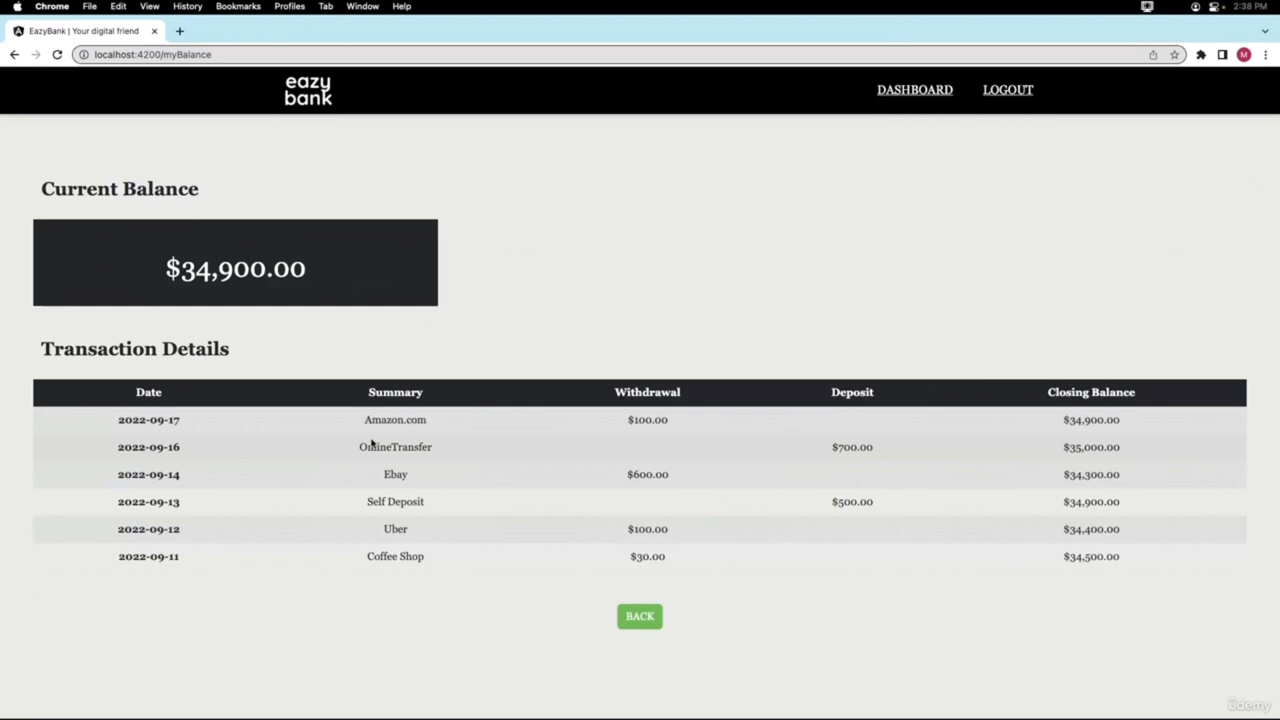 Chrome File Edit View History Bookmarks Profiles Tab Window Help 2:38 PM
EazyBank | Your digital friend
localhost:4200/myBalance
M
eazy
bank
DASHBOARD LOGOUT
Current Balance
$34,900.00
Transaction Details
Date Summary Withdrawal Deposit Closing Balance
2022-09-17 Amazon.com $100.00 $34,900.00
2022-09-16 OnlineTransfer $700.00 $35,000.00
2022-09-14 Ebay $600.00 $34,300.00
2022-09-13 Self Deposit $500.00 $34,900.00
2022-09-12 Uber $100.00 $34,400.00
2022-09-11 Coffee Shop $30.00 $34,500.00
BACK
ûdemy